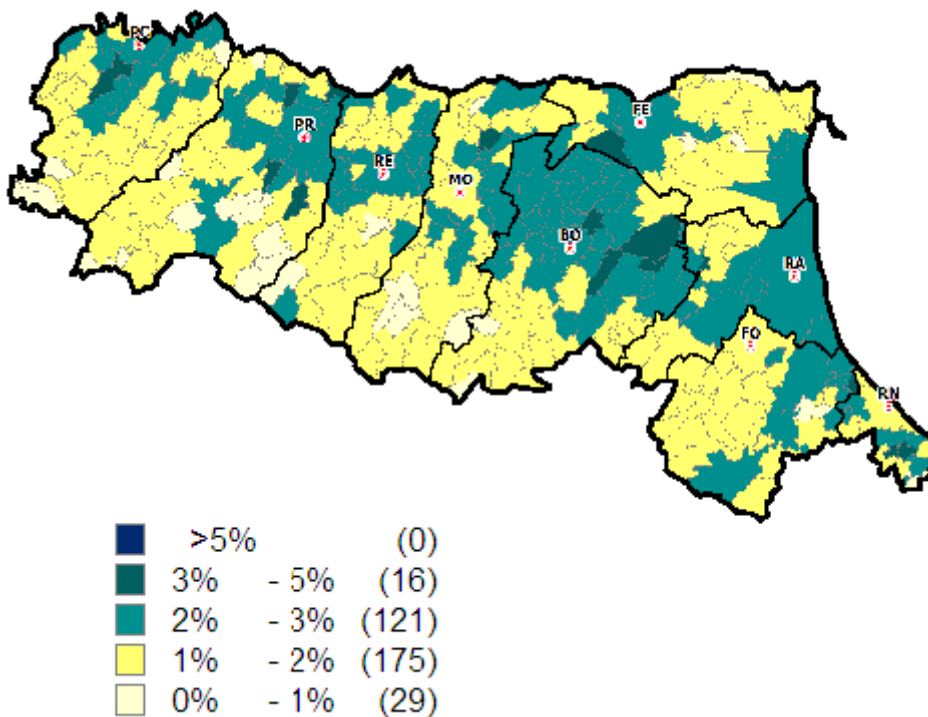 PC
PR
RE
MO
FE
BO
RA
FO
RN
>5% (0)
3% - 5% (16)
2% - 3% (121)
1% - 2% (175)
0% - 1% (29)